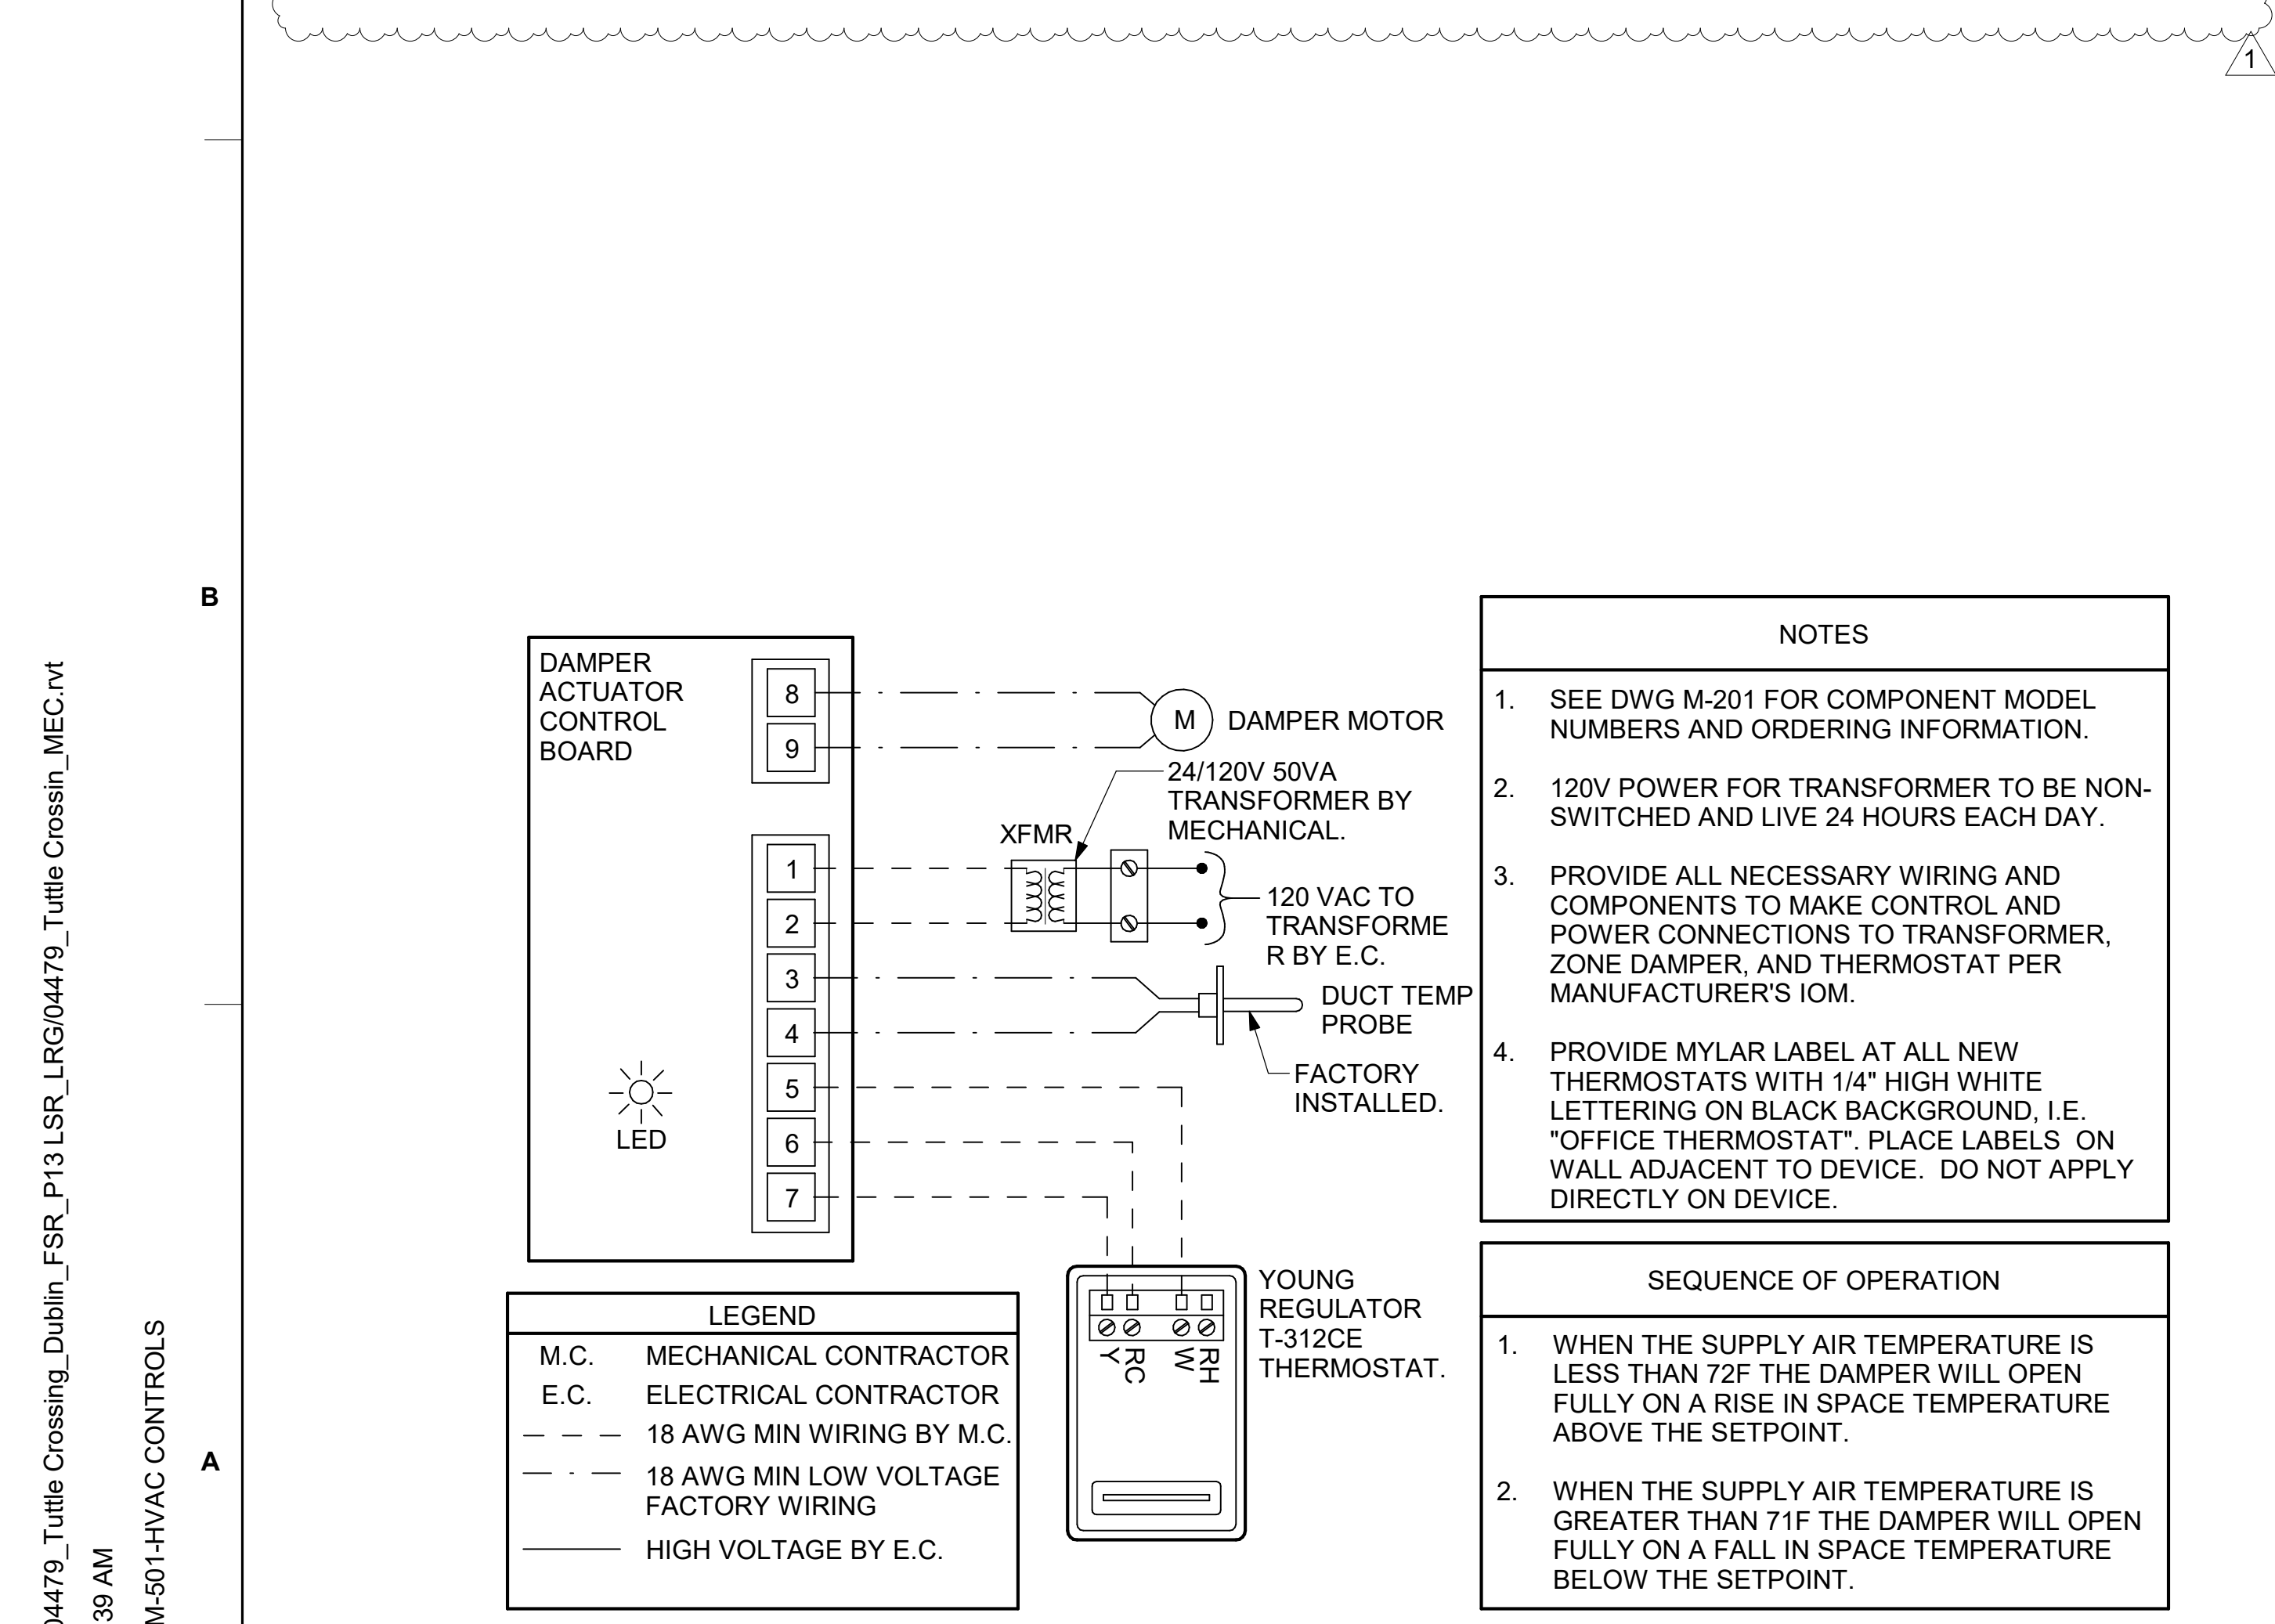 1
B
A
04479_Tuttle Crossing_Dublin_FSR_P13 LSR_LRG/04479_Tuttle Crossin_MEC.rvt
39 AM
M-501-HVAC CONTROLS
DAMPER
ACTUATOR
CONTROL
BOARD
8
9
1
2
3
4
5
6
7
LED
M
DAMPER MOTOR
24/120V 50VA
TRANSFORMER BY
MECHANICAL.
XFMR
120 VAC TO
TRANSFORME
R BY E.C.
DUCT TEMP
PROBE
FACTORY
INSTALLED.
Y
RC
W
RH
YOUNG
REGULATOR
T-312CE
THERMOSTAT.
LEGEND
M.C. MECHANICAL CONTRACTOR
E.C. ELECTRICAL CONTRACTOR
18 AWG MIN WIRING BY M.C.
18 AWG MIN LOW VOLTAGE
FACTORY WIRING
HIGH VOLTAGE BY E.C.
NOTES
1. SEE DWG M-201 FOR COMPONENT MODEL
NUMBERS AND ORDERING INFORMATION.
2. 120V POWER FOR TRANSFORMER TO BE NON-
SWITCHED AND LIVE 24 HOURS EACH DAY.
3. PROVIDE ALL NECESSARY WIRING AND
COMPONENTS TO MAKE CONTROL AND
POWER CONNECTIONS TO TRANSFORMER,
ZONE DAMPER, AND THERMOSTAT PER
MANUFACTURER'S IOM.
4. PROVIDE MYLAR LABEL AT ALL NEW
THERMOSTATS WITH 1/4" HIGH WHITE
LETTERING ON BLACK BACKGROUND, I.E.
"OFFICE THERMOSTAT". PLACE LABELS ON
WALL ADJACENT TO DEVICE. DO NOT APPLY
DIRECTLY ON DEVICE.
SEQUENCE OF OPERATION
1. WHEN THE SUPPLY AIR TEMPERATURE IS
LESS THAN 72F THE DAMPER WILL OPEN
FULLY ON A RISE IN SPACE TEMPERATURE
ABOVE THE SETPOINT.
2. WHEN THE SUPPLY AIR TEMPERATURE IS
GREATER THAN 71F THE DAMPER WILL OPEN
FULLY ON A FALL IN SPACE TEMPERATURE
BELOW THE SETPOINT.